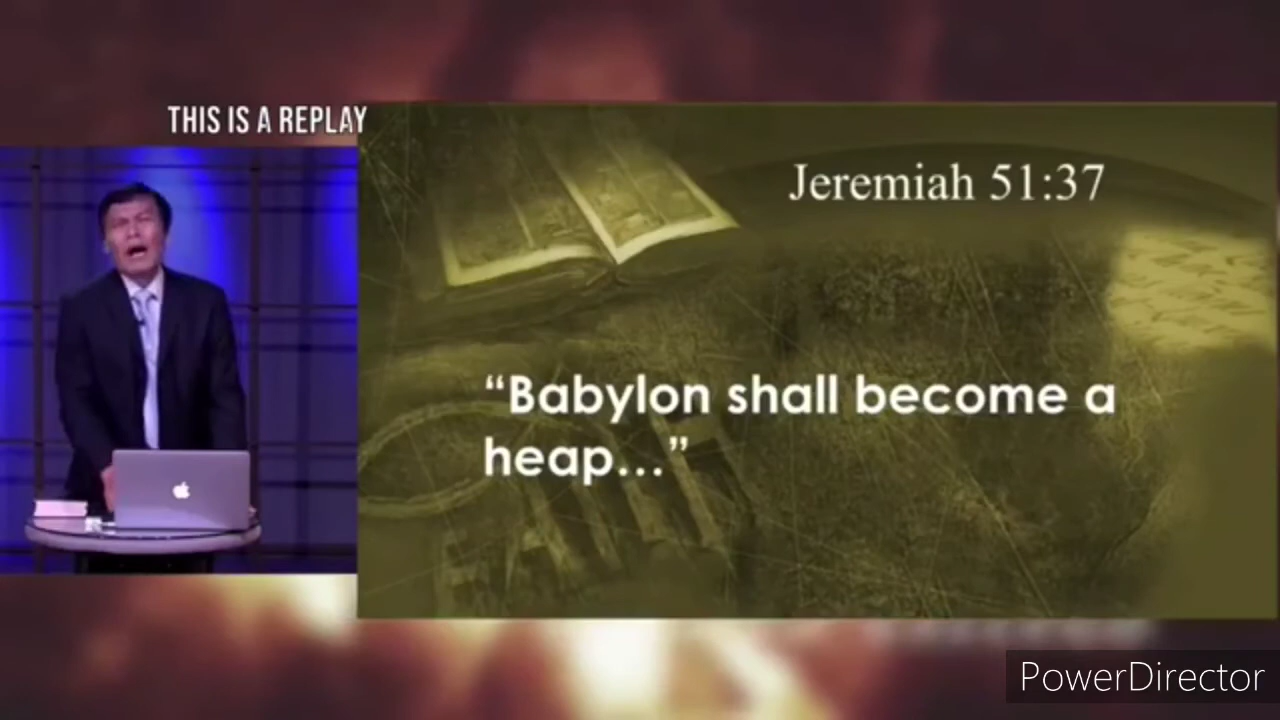 THIS IS A REPLAY
Jeremiah 51:37
“Babylon shall become a
heap...”
PowerDirector